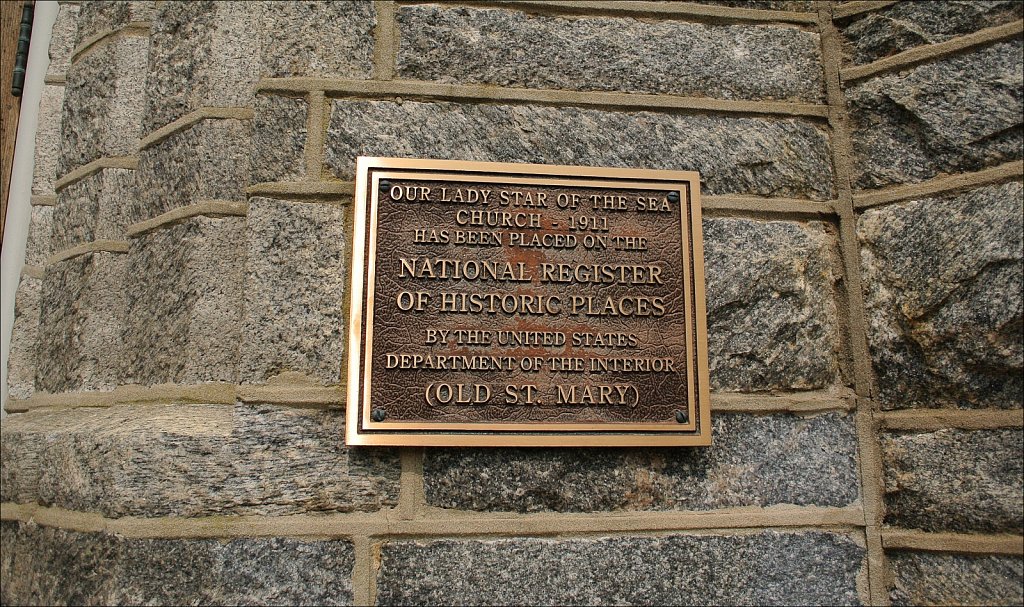 OUR LADY STAR OF THE SEA
CHURCH - 1911
HAS BEEN PLACED ON THE
NATIONAL REGISTER
OF HISTORIC PLACES
BY THE UNITED STATES
DEPARTMENT OF THE INTERIOR
(OLD ST. MARY)